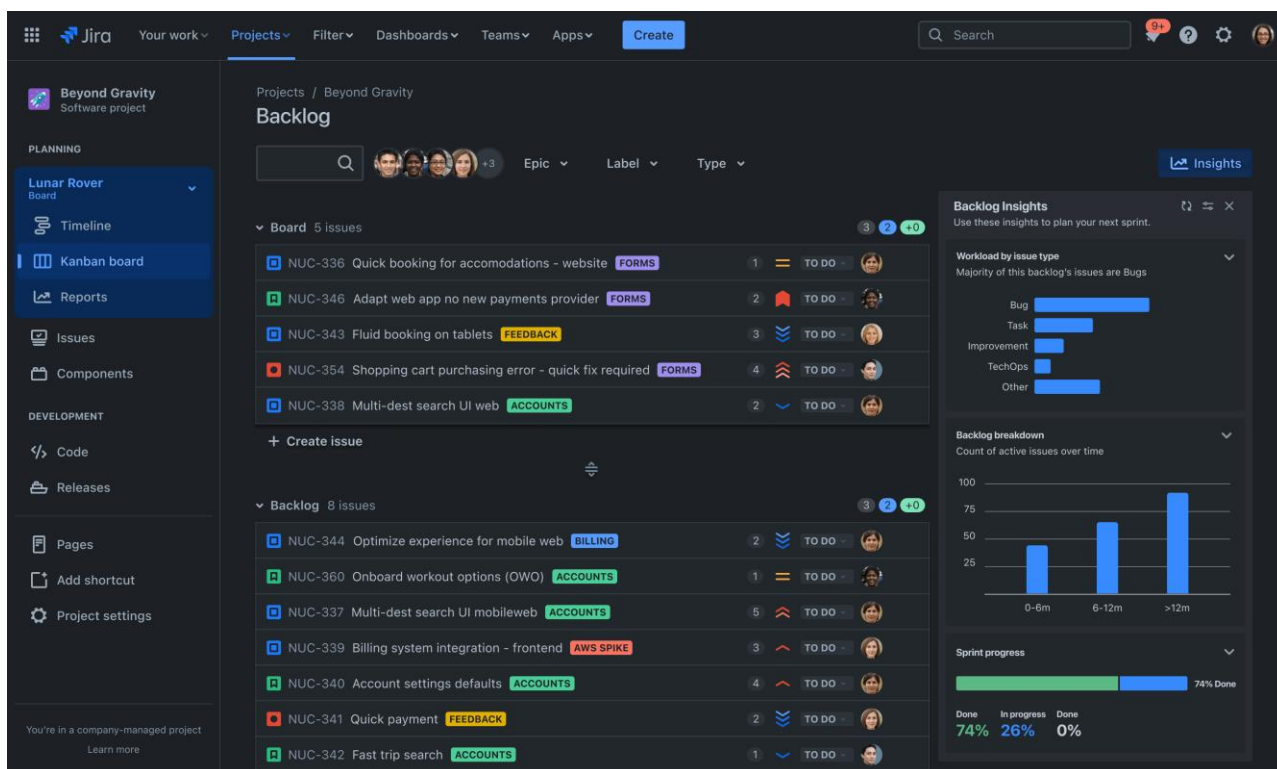 Jira Your work Projects Filter Dashboards Teams Apps Create Search 9+
Beyond Gravity
Software project
PLANNING
Lunar Rover
Board
Timeline
Kanban board
Reports
Issues
Components
DEVELOPMENT
Code
Releases
Pages
Add shortcut
Project settings
You're in a company-managed project
Learn more
Projects / Beyond Gravity
Backlog
+3 Epic Label Type
Insights
Board 5 issues 3 2 +0
NUC-336 Quick booking for accomodations - website FORMS 1 TO DO
NUC-346 Adapt web app no new payments provider FORMS 2 TO DO
NUC-343 Fluid booking on tablets FEEDBACK 3 TO DO
NUC-354 Shopping cart purchasing error - quick fix required FORMS 4 TO DO
NUC-338 Multi-dest search UI web ACCOUNTS 2 TO DO
+ Create issue
Backlog 8 issues 3 2 +0
NUC-344 Optimize experience for mobile web BILLING 2 TO DO
NUC-360 Onboard workout options (OWO) ACCOUNTS 1 TO DO
NUC-337 Multi-dest search UI mobileweb ACCOUNTS 5 TO DO
NUC-339 Billing system integration - frontend AWS SPIKE 3 TO DO
NUC-340 Account settings defaults ACCOUNTS 4 TO DO
NUC-341 Quick payment FEEDBACK 2 TO DO
NUC-342 Fast trip search ACCOUNTS 1 TO DO
Backlog Insights
Use these insights to plan your next sprint.
Workload by issue type
Majority of this backlog's issues are Bugs
Bug
Task
Improvement
TechOps
Other
Backlog breakdown
Count of active issues over time
100
75
50
25
0-6m 6-12m >12m
Sprint progress
74% Done
Done In progress Done
74% 26% 0%